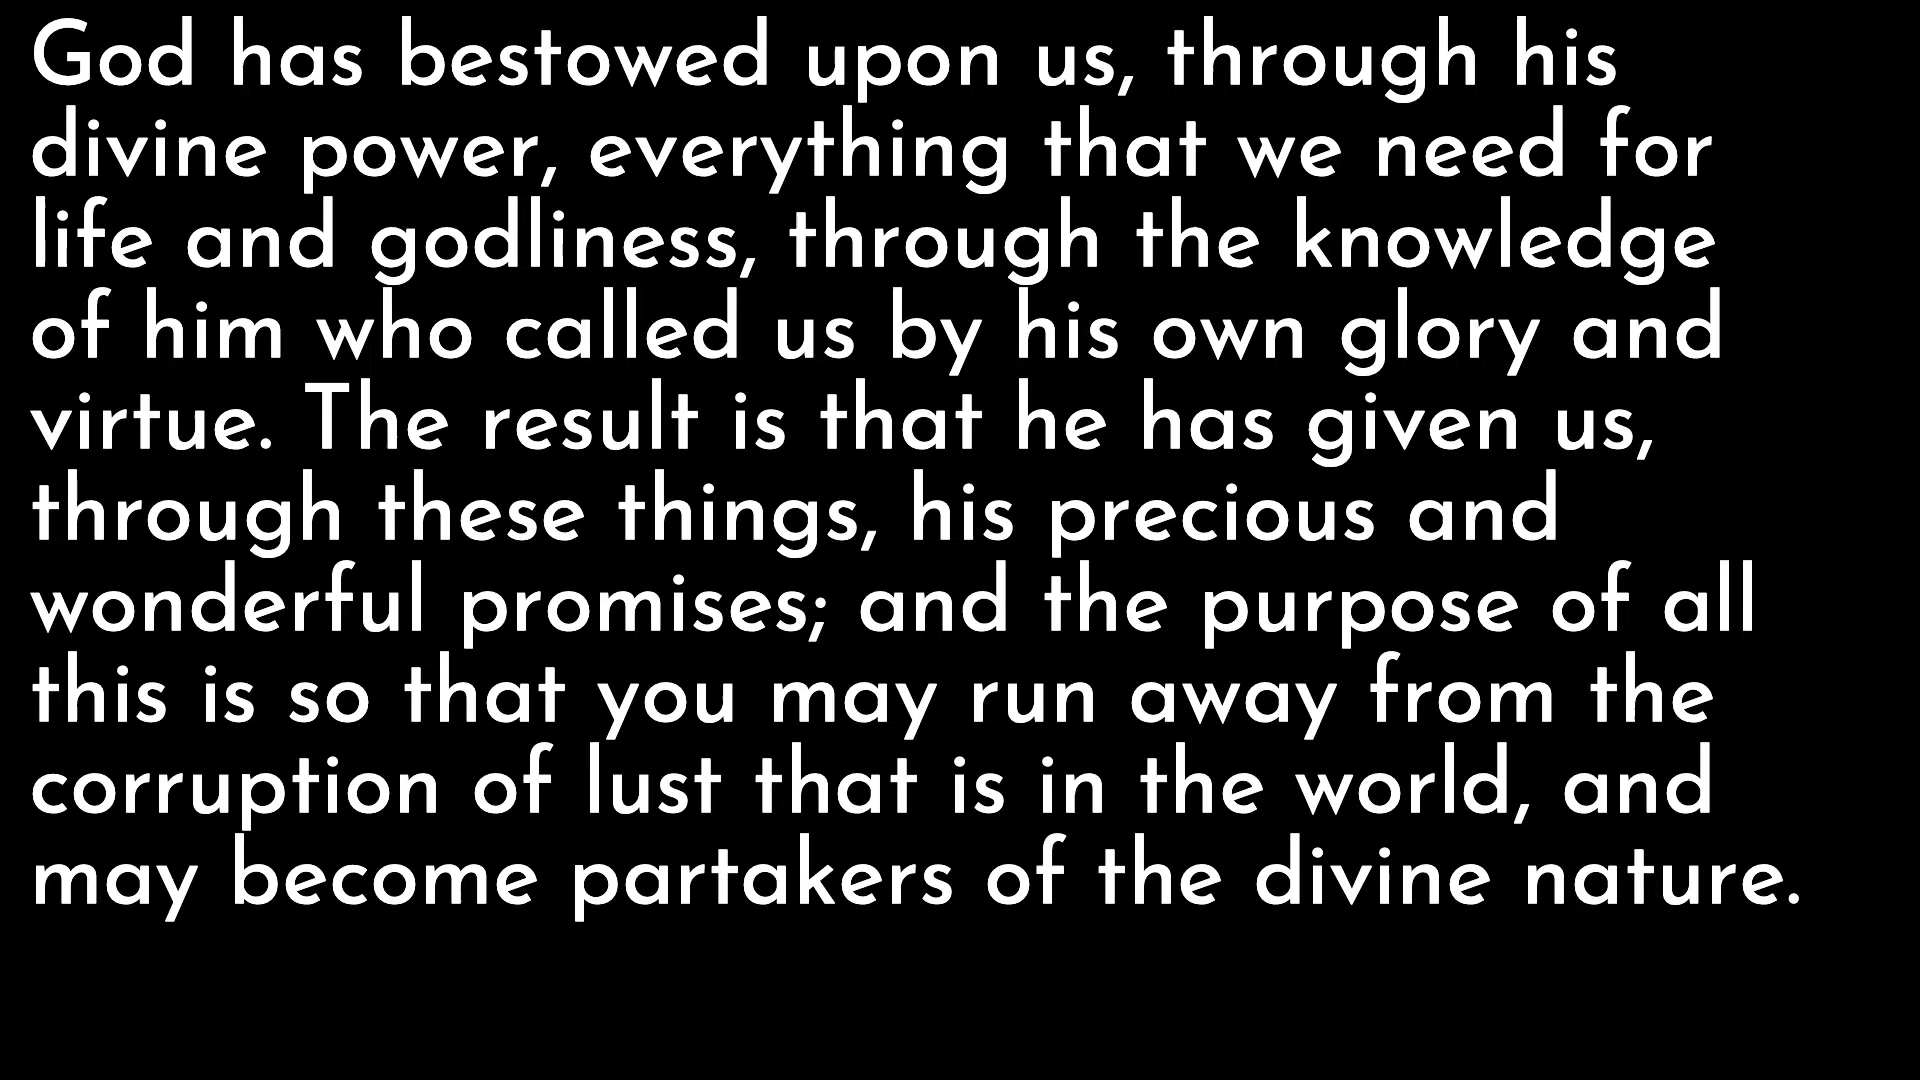 God has bestowed upon us, through his
divine power, everything that we need for
life and godliness, through the knowledge
of him who called us by his own glory and
virtue. The result is that he has given us,
through these things, his precious and
wonderful promises; and the purpose of all
this is so that you may run away from the
corruption of lust that is in the world, and
may become partakers of the divine nature.